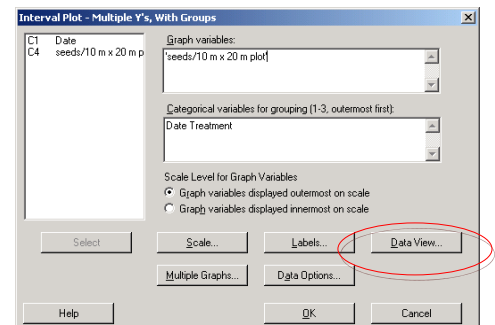 Interval Plot - Multiple Y's, With Groups
C1 Date
C4 seeds/10 m x 20 m p
Graph variables:
'seeds/10 m x 20 m plot'
Categorical variables for grouping (1-3, outermost first):
Date Treatment
Scale Level for Graph Variables
Graph variables displayed outermost on scale
Graph variables displayed innermost on scale
Select
Scale...
Labels...
Data View...
Multiple Graphs...
Data Options...
Help
OK
Cancel